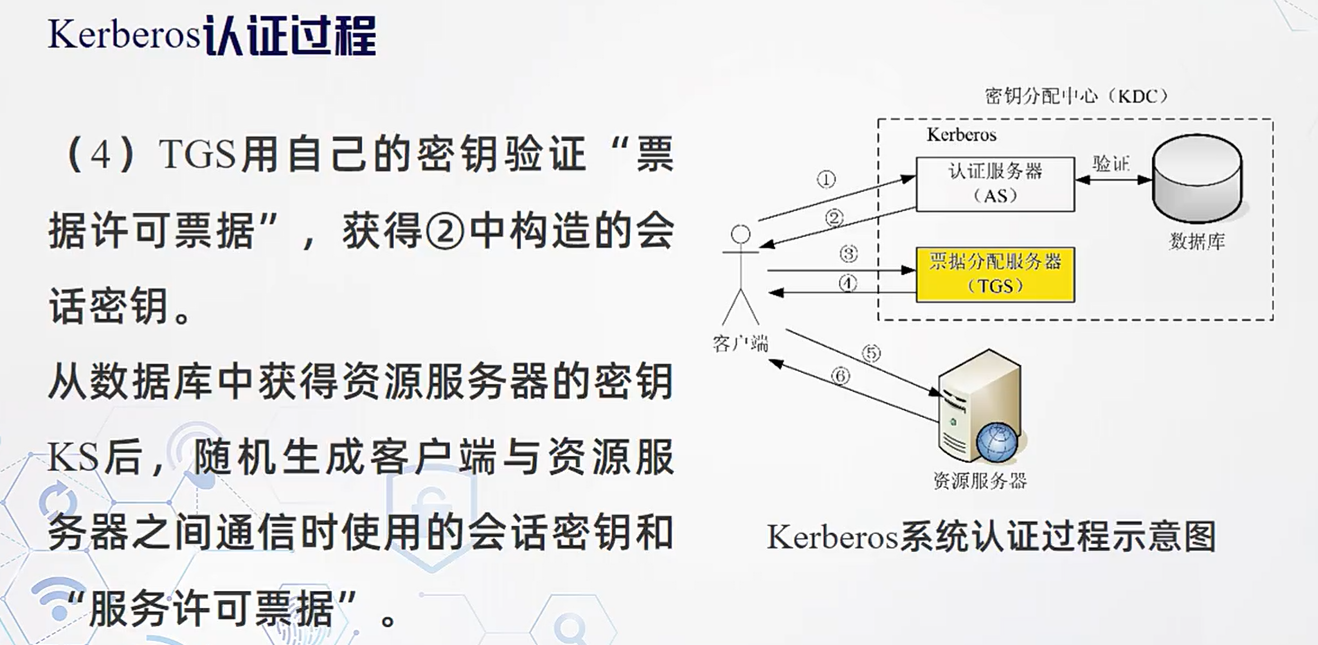 Kerberos认证过程
（4）TGS用自己的密钥验证“票
据许可票据”，获得②中构造的会
话密钥。
从数据库中获得资源服务器的密钥
KS后，随机生成客户端与资源服
务器之间通信时使用的会话密钥和
“服务许可票据”。
密钥分配中心（KDC）
Kerberos
认证服务器
（AS）
验证
数据库
①
②
③
④
票据分配服务器
（TGS）
客户端
⑤
⑥
资源服务器
Kerberos系统认证过程示意图